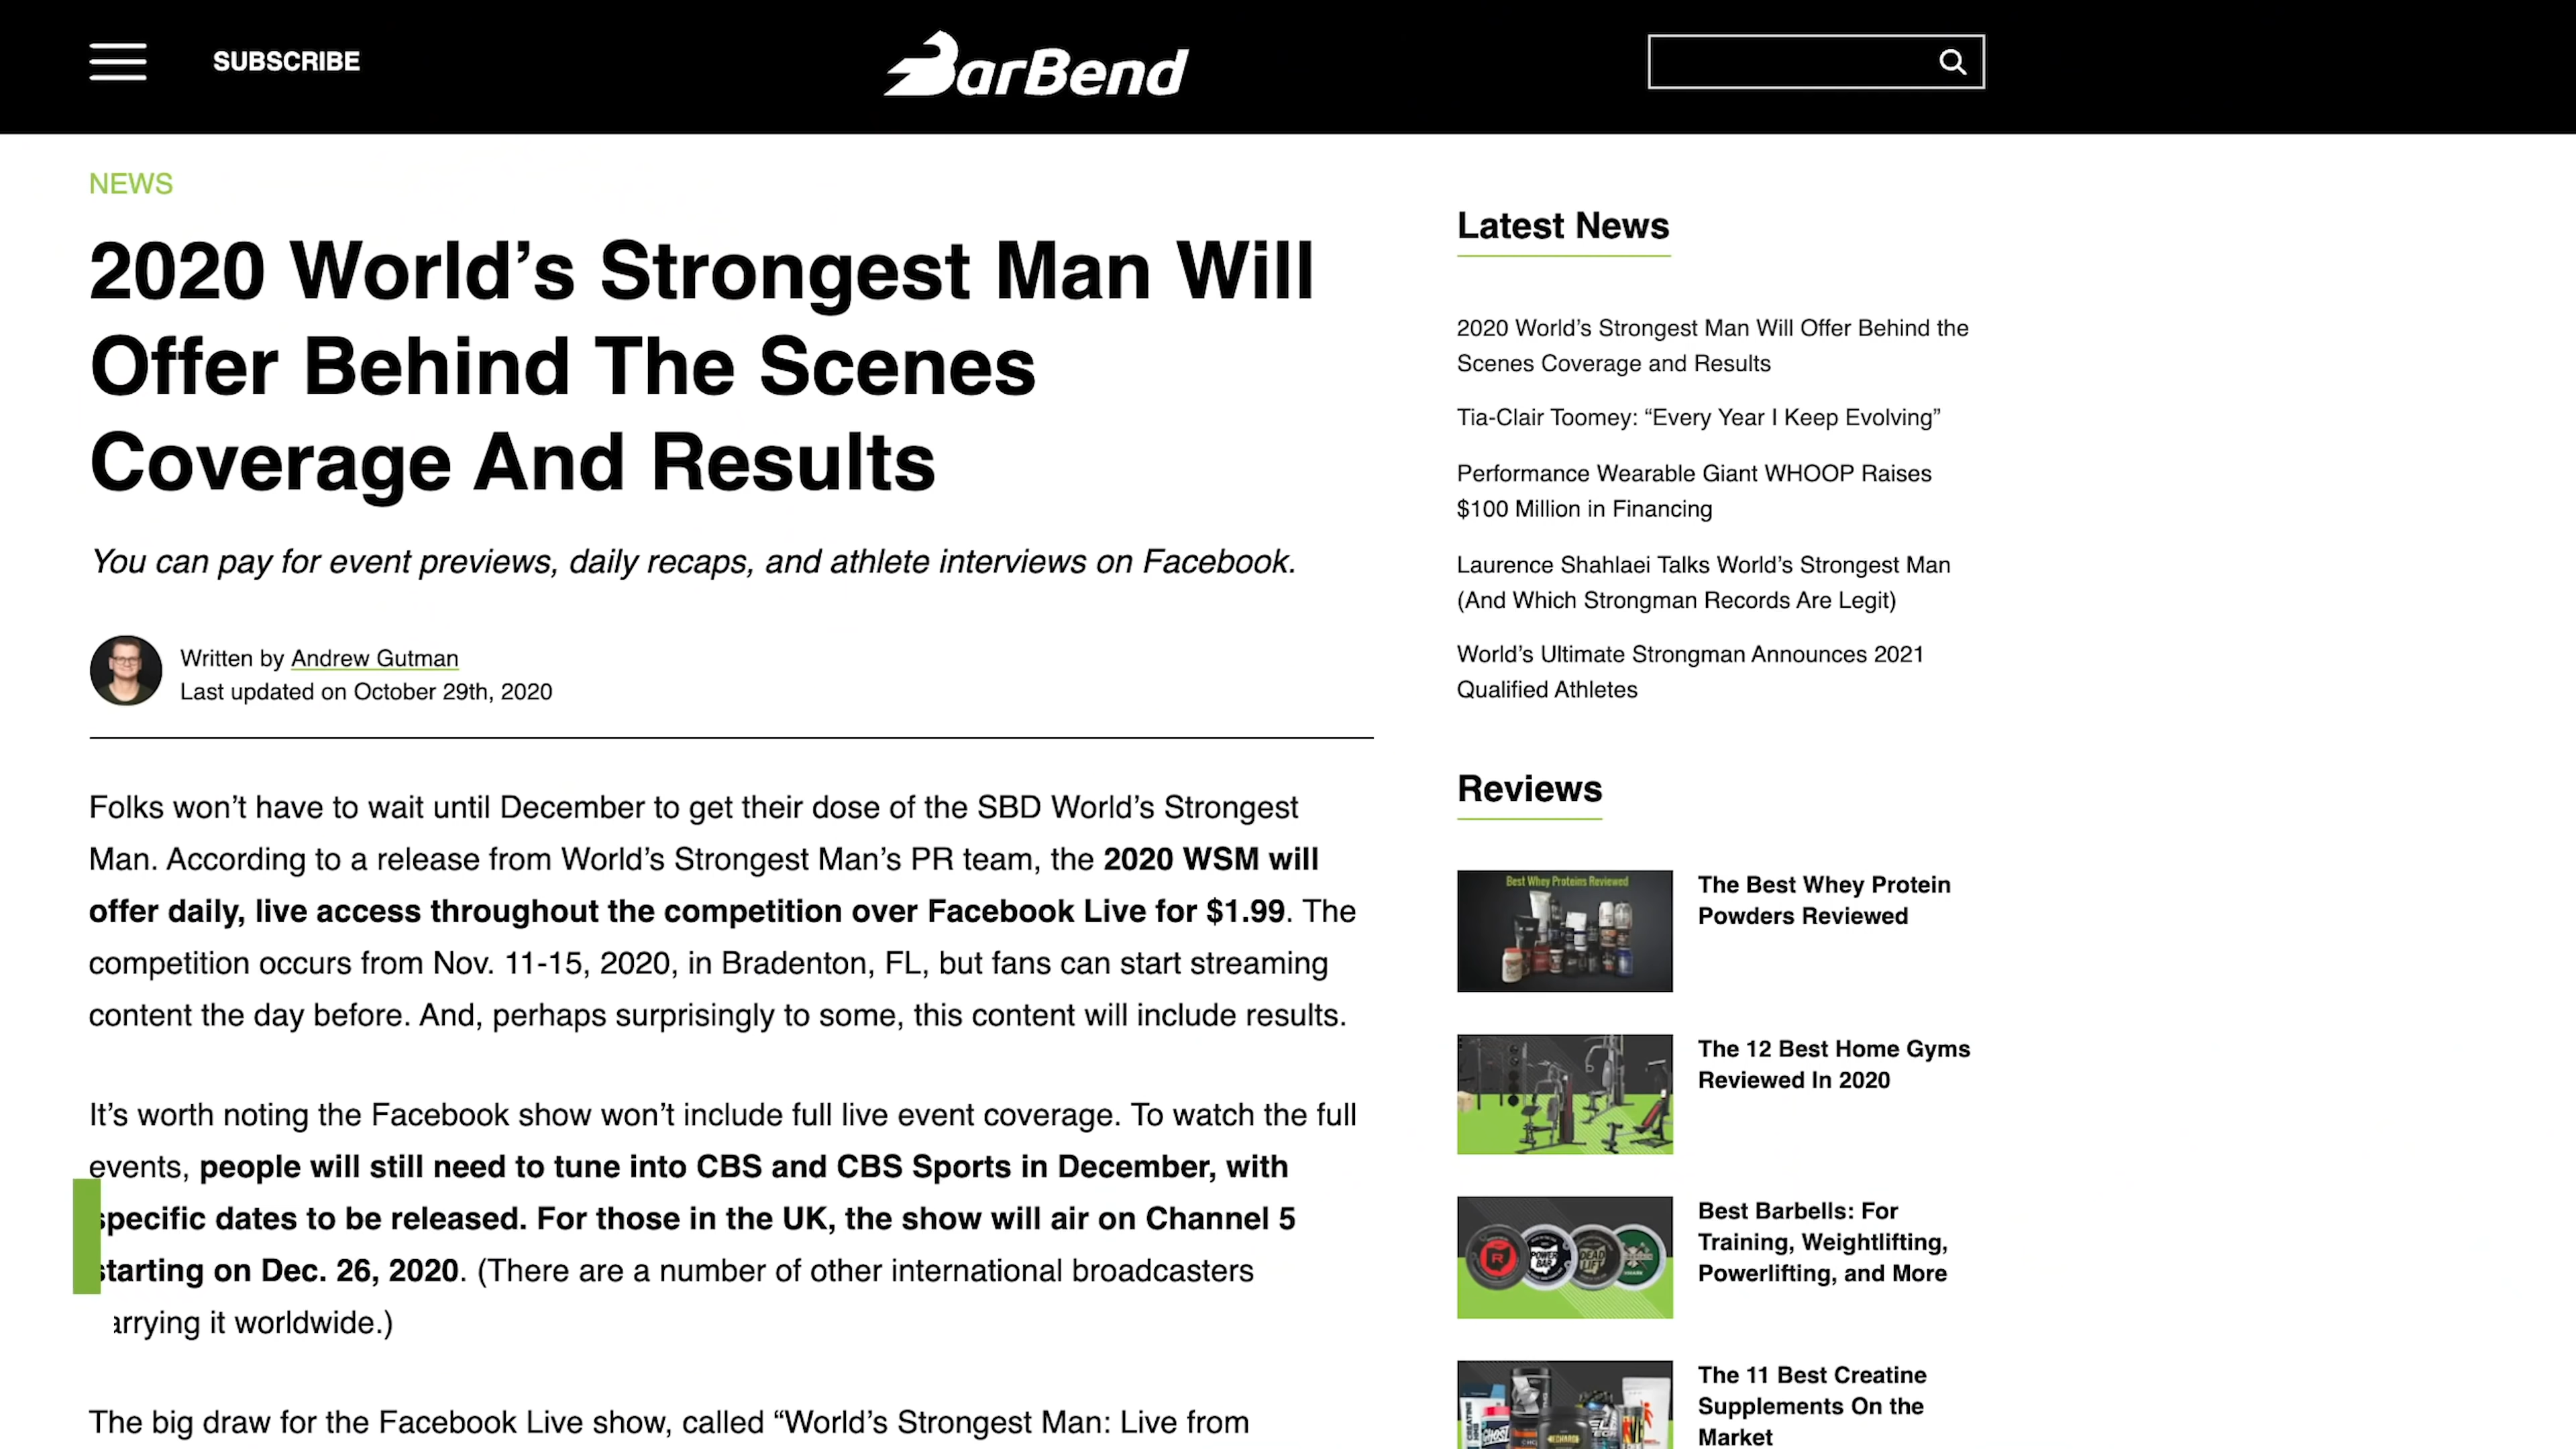 SUBSCRIBE
BarBend
NEWS
2020 World’s Strongest Man Will
Offer Behind The Scenes
Coverage And Results
You can pay for event previews, daily recaps, and athlete interviews on Facebook.
Written by Andrew Gutman
Last updated on October 29th, 2020
Folks won’t have to wait until December to get their dose of the SBD World’s Strongest
Man. According to a release from World’s Strongest Man’s PR team, the 2020 WSM will
offer daily, live access throughout the competition over Facebook Live for $1.99. The
competition occurs from Nov. 11-15, 2020, in Bradenton, FL, but fans can start streaming
content the day before. And, perhaps surprisingly to some, this content will include results.
It’s worth noting the Facebook show won’t include full live event coverage. To watch the full
events, people will still need to tune into CBS and CBS Sports in December, with
specific dates to be released. For those in the UK, the show will air on Channel 5
starting on Dec. 26, 2020. (There are a number of other international broadcasters
arrying it worldwide.)
The big draw for the Facebook Live show, called “World’s Strongest Man: Live from
Latest News
2020 World’s Strongest Man Will Offer Behind the
Scenes Coverage and Results
Tia-Clair Toomey: “Every Year I Keep Evolving”
Performance Wearable Giant WHOOP Raises
$100 Million in Financing
Laurence Shahlaei Talks World’s Strongest Man
(And Which Strongman Records Are Legit)
World’s Ultimate Strongman Announces 2021
Qualified Athletes
Reviews
Best Whey Proteins Reviewed
The Best Whey Protein
Powders Reviewed
The 12 Best Home Gyms
Reviewed In 2020
R
POWER
BAR
DEAD
LIFT
Best Barbells: For
Training, Weightlifting,
Powerlifting, and More
CREATINE
GHOST
The 11 Best Creatine
Supplements On the
Market